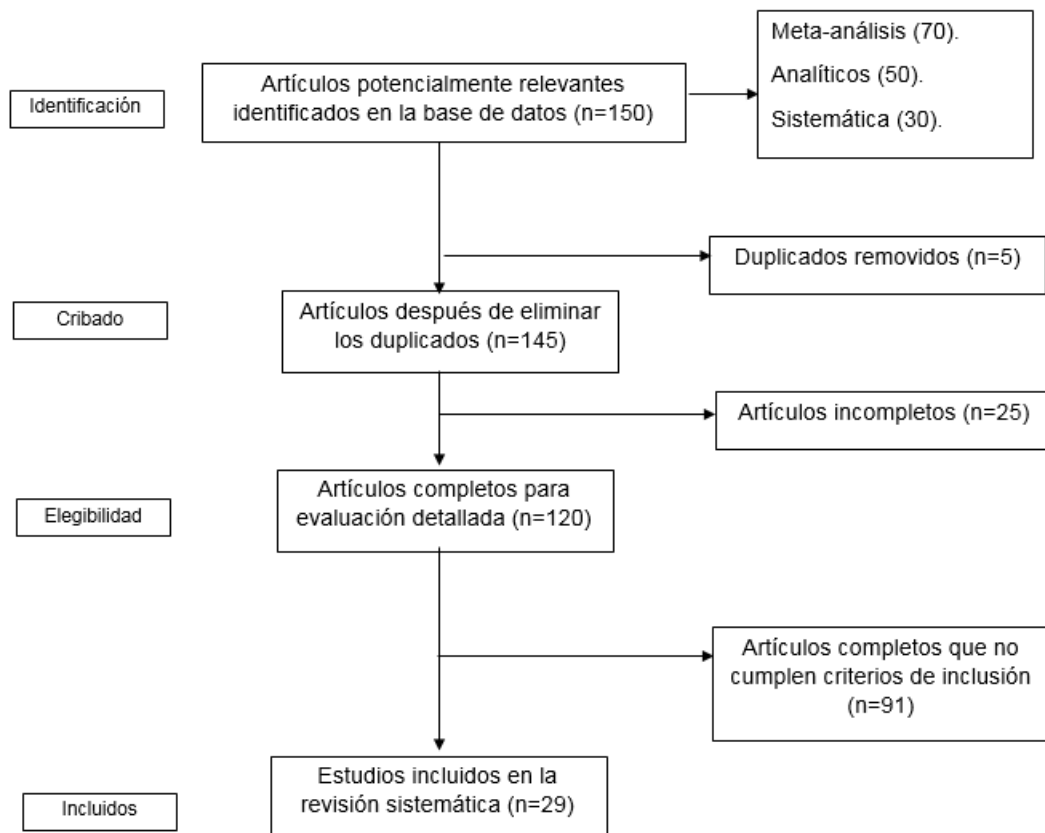 Identificación
Artículos potencialmente relevantes
identificados en la base de datos (n=150)
Meta-análisis (70).
Analíticos (50).
Sistemática (30).
Duplicados removidos (n=5)
Cribado
Artículos después de eliminar
los duplicados (n=145)
Artículos incompletos (n=25)
Elegibilidad
Artículos completos para
evaluación detallada (n=120)
Artículos completos que no
cumplen criterios de inclusión
(n=91)
Incluidos
Estudios incluidos en la
revisión sistemática (n=29)